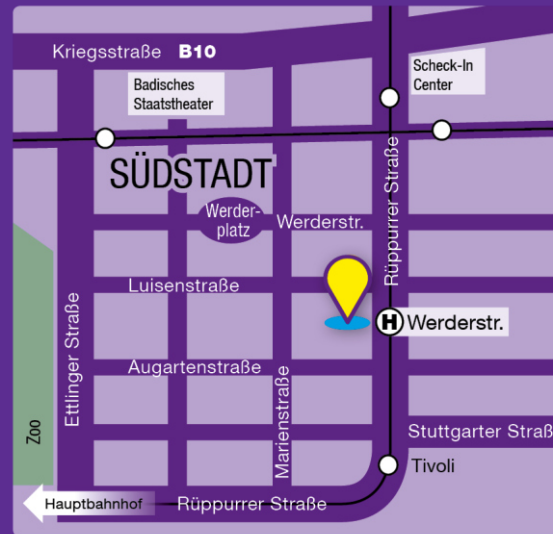 Kriegsstraße B10
Badisches
Staatstheater
Scheck-In
Center
SÜDSTADT
Werder-
platz
Werderstr.
Rüppurrer Straße
Luisenstraße
H Werderstr.
Ettlinger Straße
Augartenstraße
Marienstraße
Zoo
Stuttgarter Straß
Tivoli
Hauptbahnhof
Rüppurrer Straße